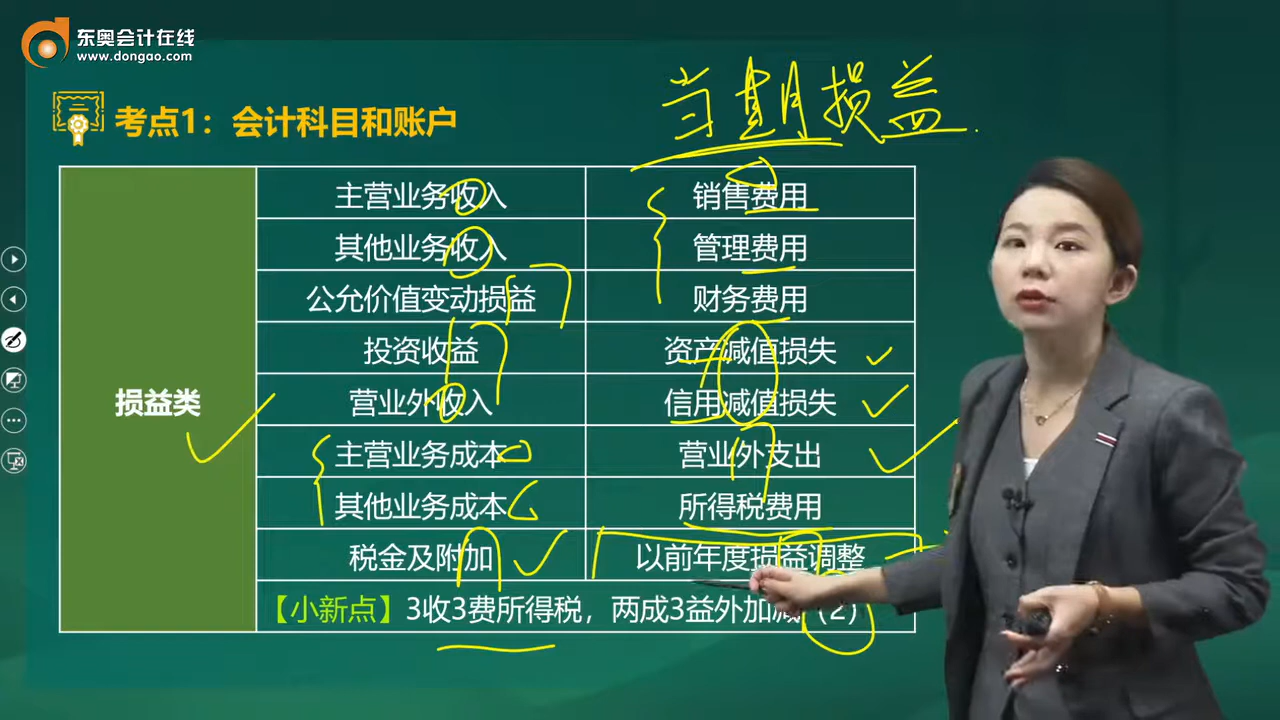 东奥会计在线
www.dongao.com
考点1：会计科目和账户
当期损益
损益类
主营业务收入 销售费用
其他业务收入 管理费用
公允价值变动损益 财务费用
投资收益 资产减值损失
营业外收入 信用减值损失
主营业务成本 营业外支出
其他业务成本 所得税费用
税金及附加 以前年度损益调整
【小新点】3收3费所得税，两成3益外加减（2）